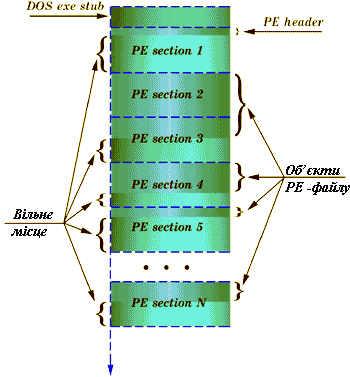 DOS exe stub
PE header
PE section 1
PE section 2
PE section 3
PE section 4
PE section 5
Вільне
місце
Об'єкти
PE -файлу
• • •
PE section N